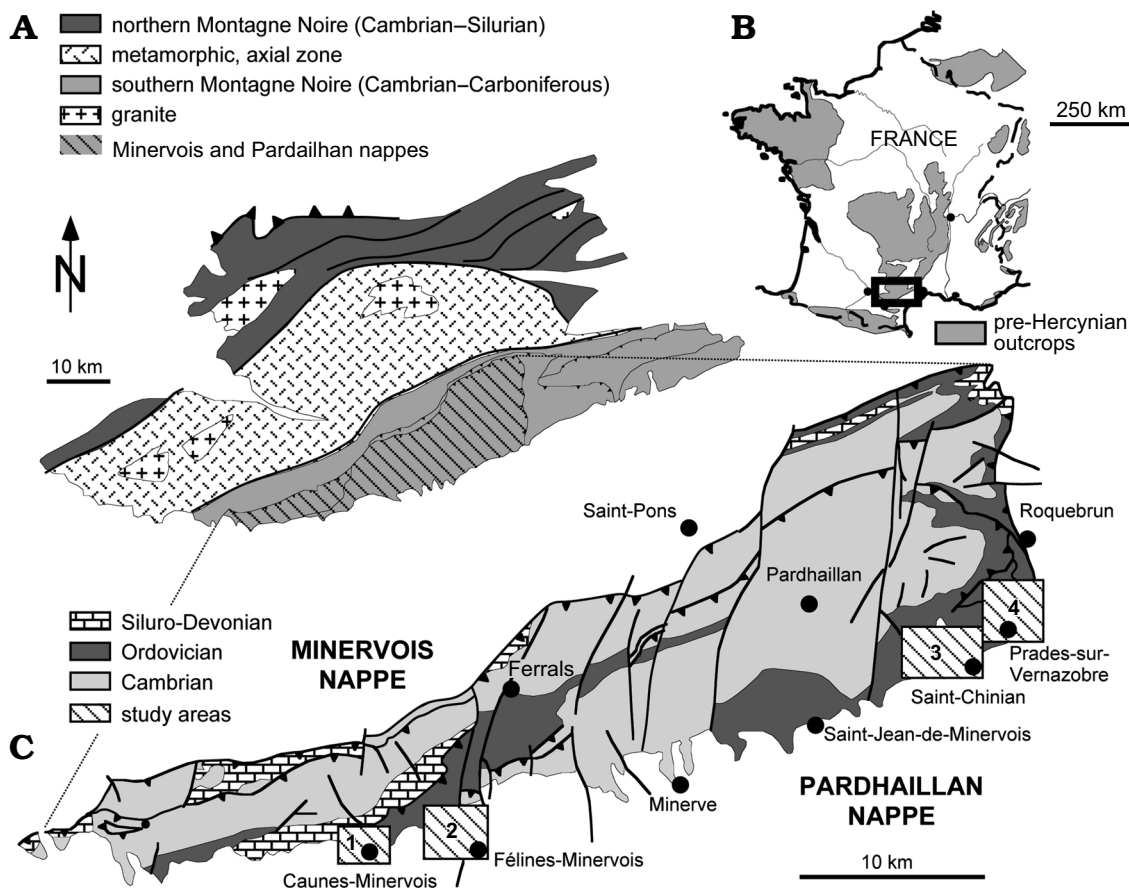 A
northern Montagne Noire (Cambrian–Silurian)
metamorphic, axial zone
southern Montagne Noire (Cambrian–Carboniferous)
granite
Minervois and Pardailhan nappes
N
10 km
B
250 km
FRANCE
pre-Hercynian
outcrops
C
Siluro-Devonian
Ordovician
Cambrian
study areas
MINERVOIS
NAPPE
Saint-Pons
Pardhaillan
Roquebrun
Ferrals
4
3
Prades-sur-
Vernazobre
Saint-Chinian
Saint-Jean-de-Minervois
Minerve
PARDHAILLAN
NAPPE
1
2
Félines-Minervois
Caunes-Minervois
10 km